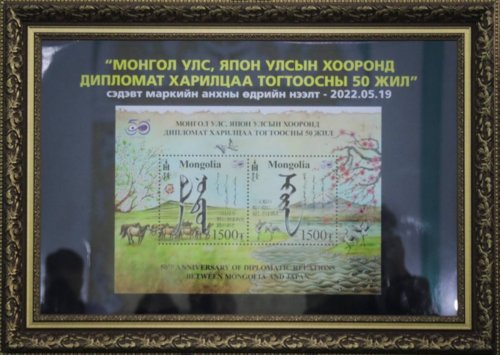 “МОНГОЛ УЛС, ЯПОН УЛСЫН ХООРОНД
ДИПЛОМАТ ХАРИЛЦАА ТОГТООСНЫ 50 ЖИЛ”
сэдэвт маркийн анхны өдрийн нээлт - 2022.05.19
50
МОНГОЛ УЛС, ЯПОН УЛСЫН ХООРОНД
ДИПЛОМАТ ХАРИЛЦАА ТОГТООСНЫ 50 ЖИЛ
Mongolia
1500₮
Mongolia
1500₮
50TH ANNIVERSARY OF DIPLOMATIC RELATIONS
BETWEEN MONGOLIA AND JAPAN